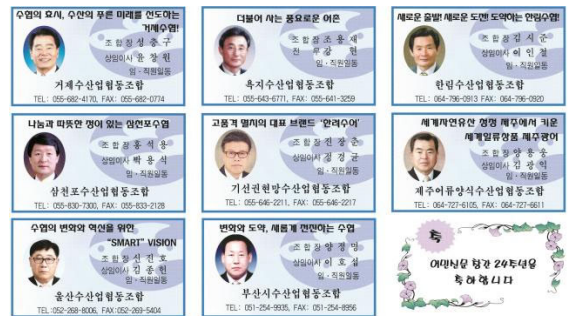 수협의 효시, 수산의 푸른 미래를 선도하는
거제수협!
조 합 장 성 충 구
상임이사 윤 창 원
임 · 직원일동
거제수산업협동조합
TEL: 055-682-4170, FAX: 055-682-0774
더불어 사는 풍요로운 어촌
조 합 장 조 용 재
전 무 강 현
임 · 직원일동
욕지수산업협동조합
TEL: 055-643-6771, FAX: 055-641-3259
새로운 출발! 새로운 도전! 도약하는 한림수협!
조 합 장 김 시 준
상임이사 이 인 철
임 · 직원일동
한림수산업협동조합
TEL: 064-796-0913 FAX: 064-796-0920
나눔과 따뜻한 정이 있는 삼천포수협
조 합 장 홍 석 용
상임이사 박 용 식
임 · 직원일동
삼천포수산업협동조합
TEL: 055-830-7300, FAX: 055-833-2128
고품격 멸치의 대표 브랜드 '한려수어'
조 합 장 진 장 춘
상임이사 정 경 균
임 · 직원일동
기선권현망수산업협동조합
TEL: 055-646-2211, FAX: 055-646-2217
세계자연유산 청정 제주에서 키운
세계일류상품 제주광어
조 합 장 양 용 웅
상임이사 김 광 익
임 · 직원일동
제주어류양식수산업협동조합
TEL: 064-727-6105, FAX: 064-727-6611
수협의 변화와 혁신을 위한
"SMART" VISION
조 합 장 신 진 호
상임이사 김 종 헌
임 · 직원일동
울산수산업협동조합
TEL:052-268-8006, FAX:052-269-5404
변화와 도약, 새롭게 전진하는 수협
조 합 장 양 정 명
상임이사 이 호 섭
임 · 직원일동
부산시수산업협동조합
TEL: 051-254-9935, FAX: 051-254-8956
축
어민신문 창간 24주년을
축하합니다